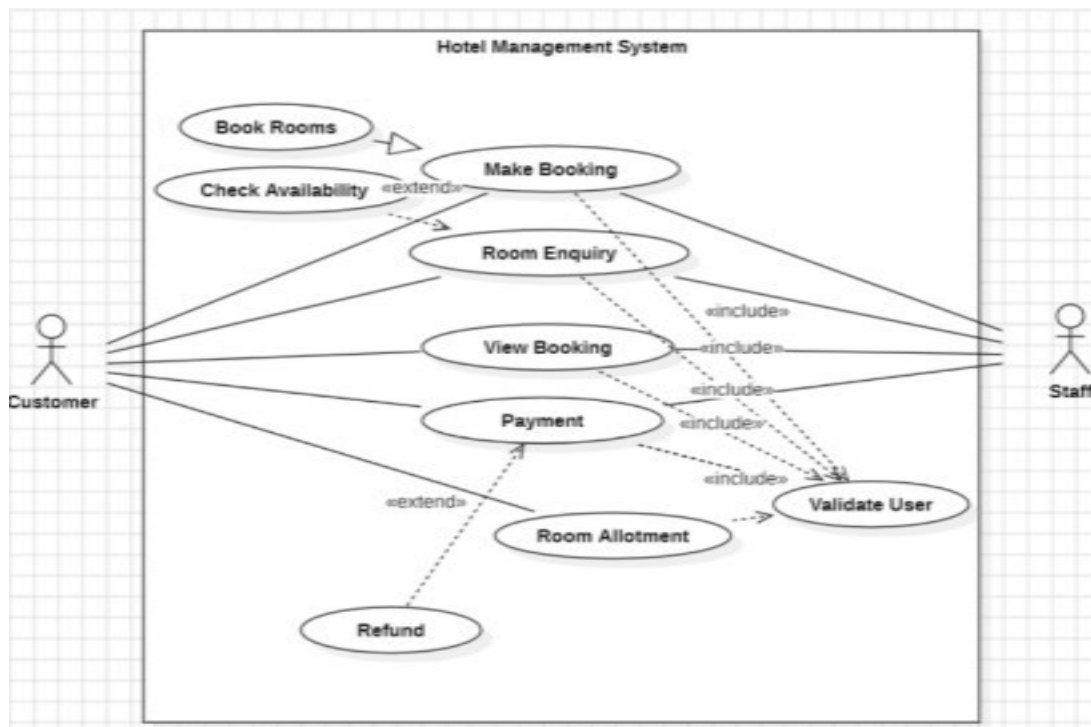 Hotel Management System
Book Rooms
Make Booking
Check Availability
«extend»
Room Enquiry
«include»
View Booking
«include»
«include»
Payment
«include»
«include»
«extend»
Validate User
Room Allotment
Refund
Customer
Staff